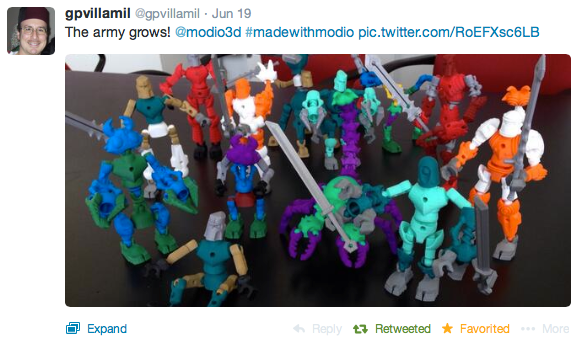 gpvillamil @gpvillamil · Jun 19
The army grows! @modio3d #madewithmodio pic.twitter.com/RoEFXsc6LB
Expand Reply Retweeted Favorited More